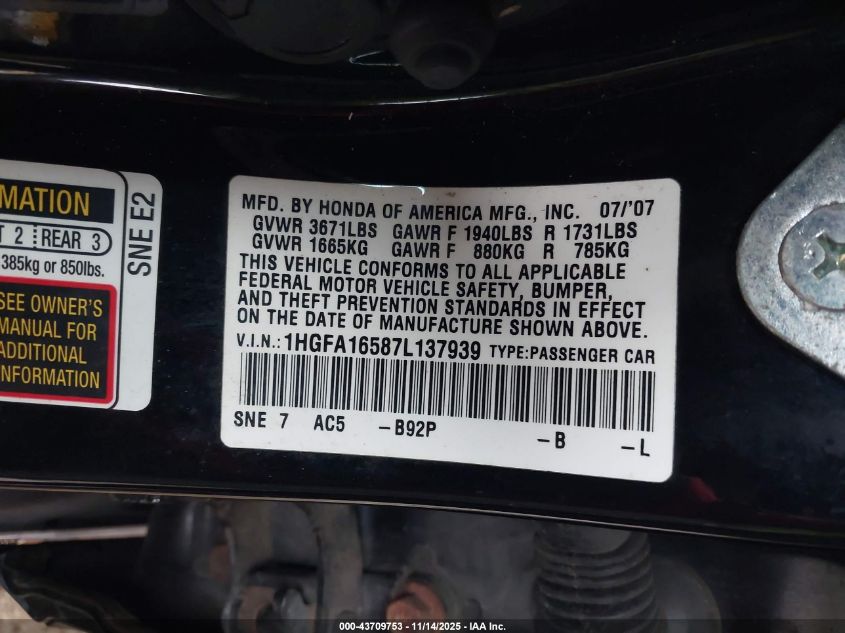 MATION
T 2 REAR 3
385kg or 850lbs.
SEE OWNER'S
MANUAL FOR
ADDITIONAL
INFORMATION
SNE E2
MFD. BY HONDA OF AMERICA MFG., INC. 07/'07
GVWR 3671LBS GAWR F 1940LBS R 1731LBS
GVWR 1665KG GAWR F 880KG R 785KG
THIS VEHICLE CONFORMS TO ALL APPLICABLE
FEDERAL MOTOR VEHICLE SAFETY, BUMPER,
AND THEFT PREVENTION STANDARDS IN EFFECT
ON THE DATE OF MANUFACTURE SHOWN ABOVE.
V.I.N.: 1HGFA16587L137939 TYPE:PASSENGER CAR
SNE 7 AC5 -B92P -B -L
000-43709753 - 11/14/2025 - IAA Inc.